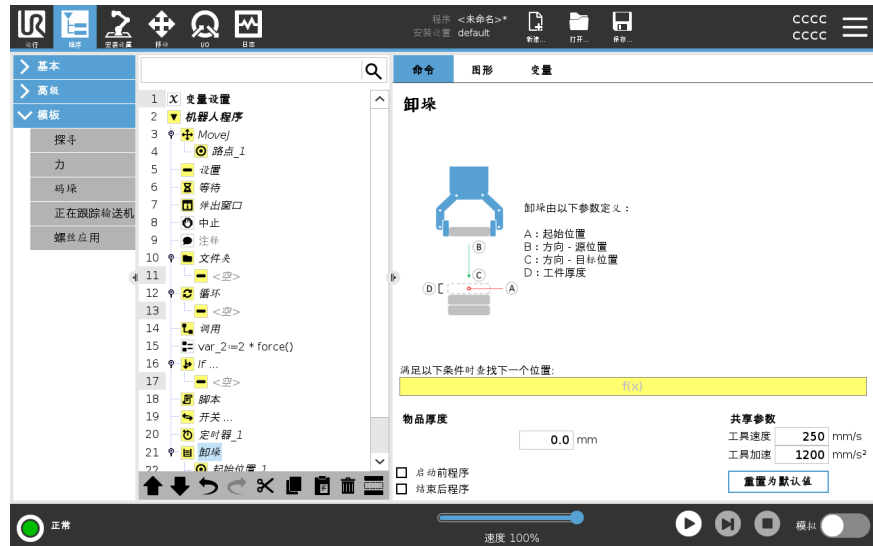 程序 <未命名>*
安装设置 default
新建... 打开... 保存...
CCCC
CCCC
运行 程序 安装设置 移动 I/O 日志
基本
高级
模板
探寻
力
码垛
正在跟踪输送机
螺丝应用
1 X 变量设置
2 机器人程序
3 MoveJ
4 路点_1
5 设置
6 等待
7 弹出窗口
8 中止
9 注释
10 文件夹
11 <空>
12 循环
13 <空>
14 调用
15 var_2:=2 * force()
16 If ...
17 <空>
18 脚本
19 开关 ...
20 定时器_1
21 卸垛
22 起始位置_1
命令 图形 变量
卸垛
B
C
D
A
卸垛由以下参数定义：
A：起始位置
B：方向 - 源位置
C：方向 - 目标位置
D：工件厚度
满足以下条件时查找下一个位置:
f(x)
物品厚度
0.0 mm
共享参数
工具速度 250 mm/s
工具加速 1200 mm/s²
重置为默认值
启动前程序
结束后程序
正常
速度 100%
模拟